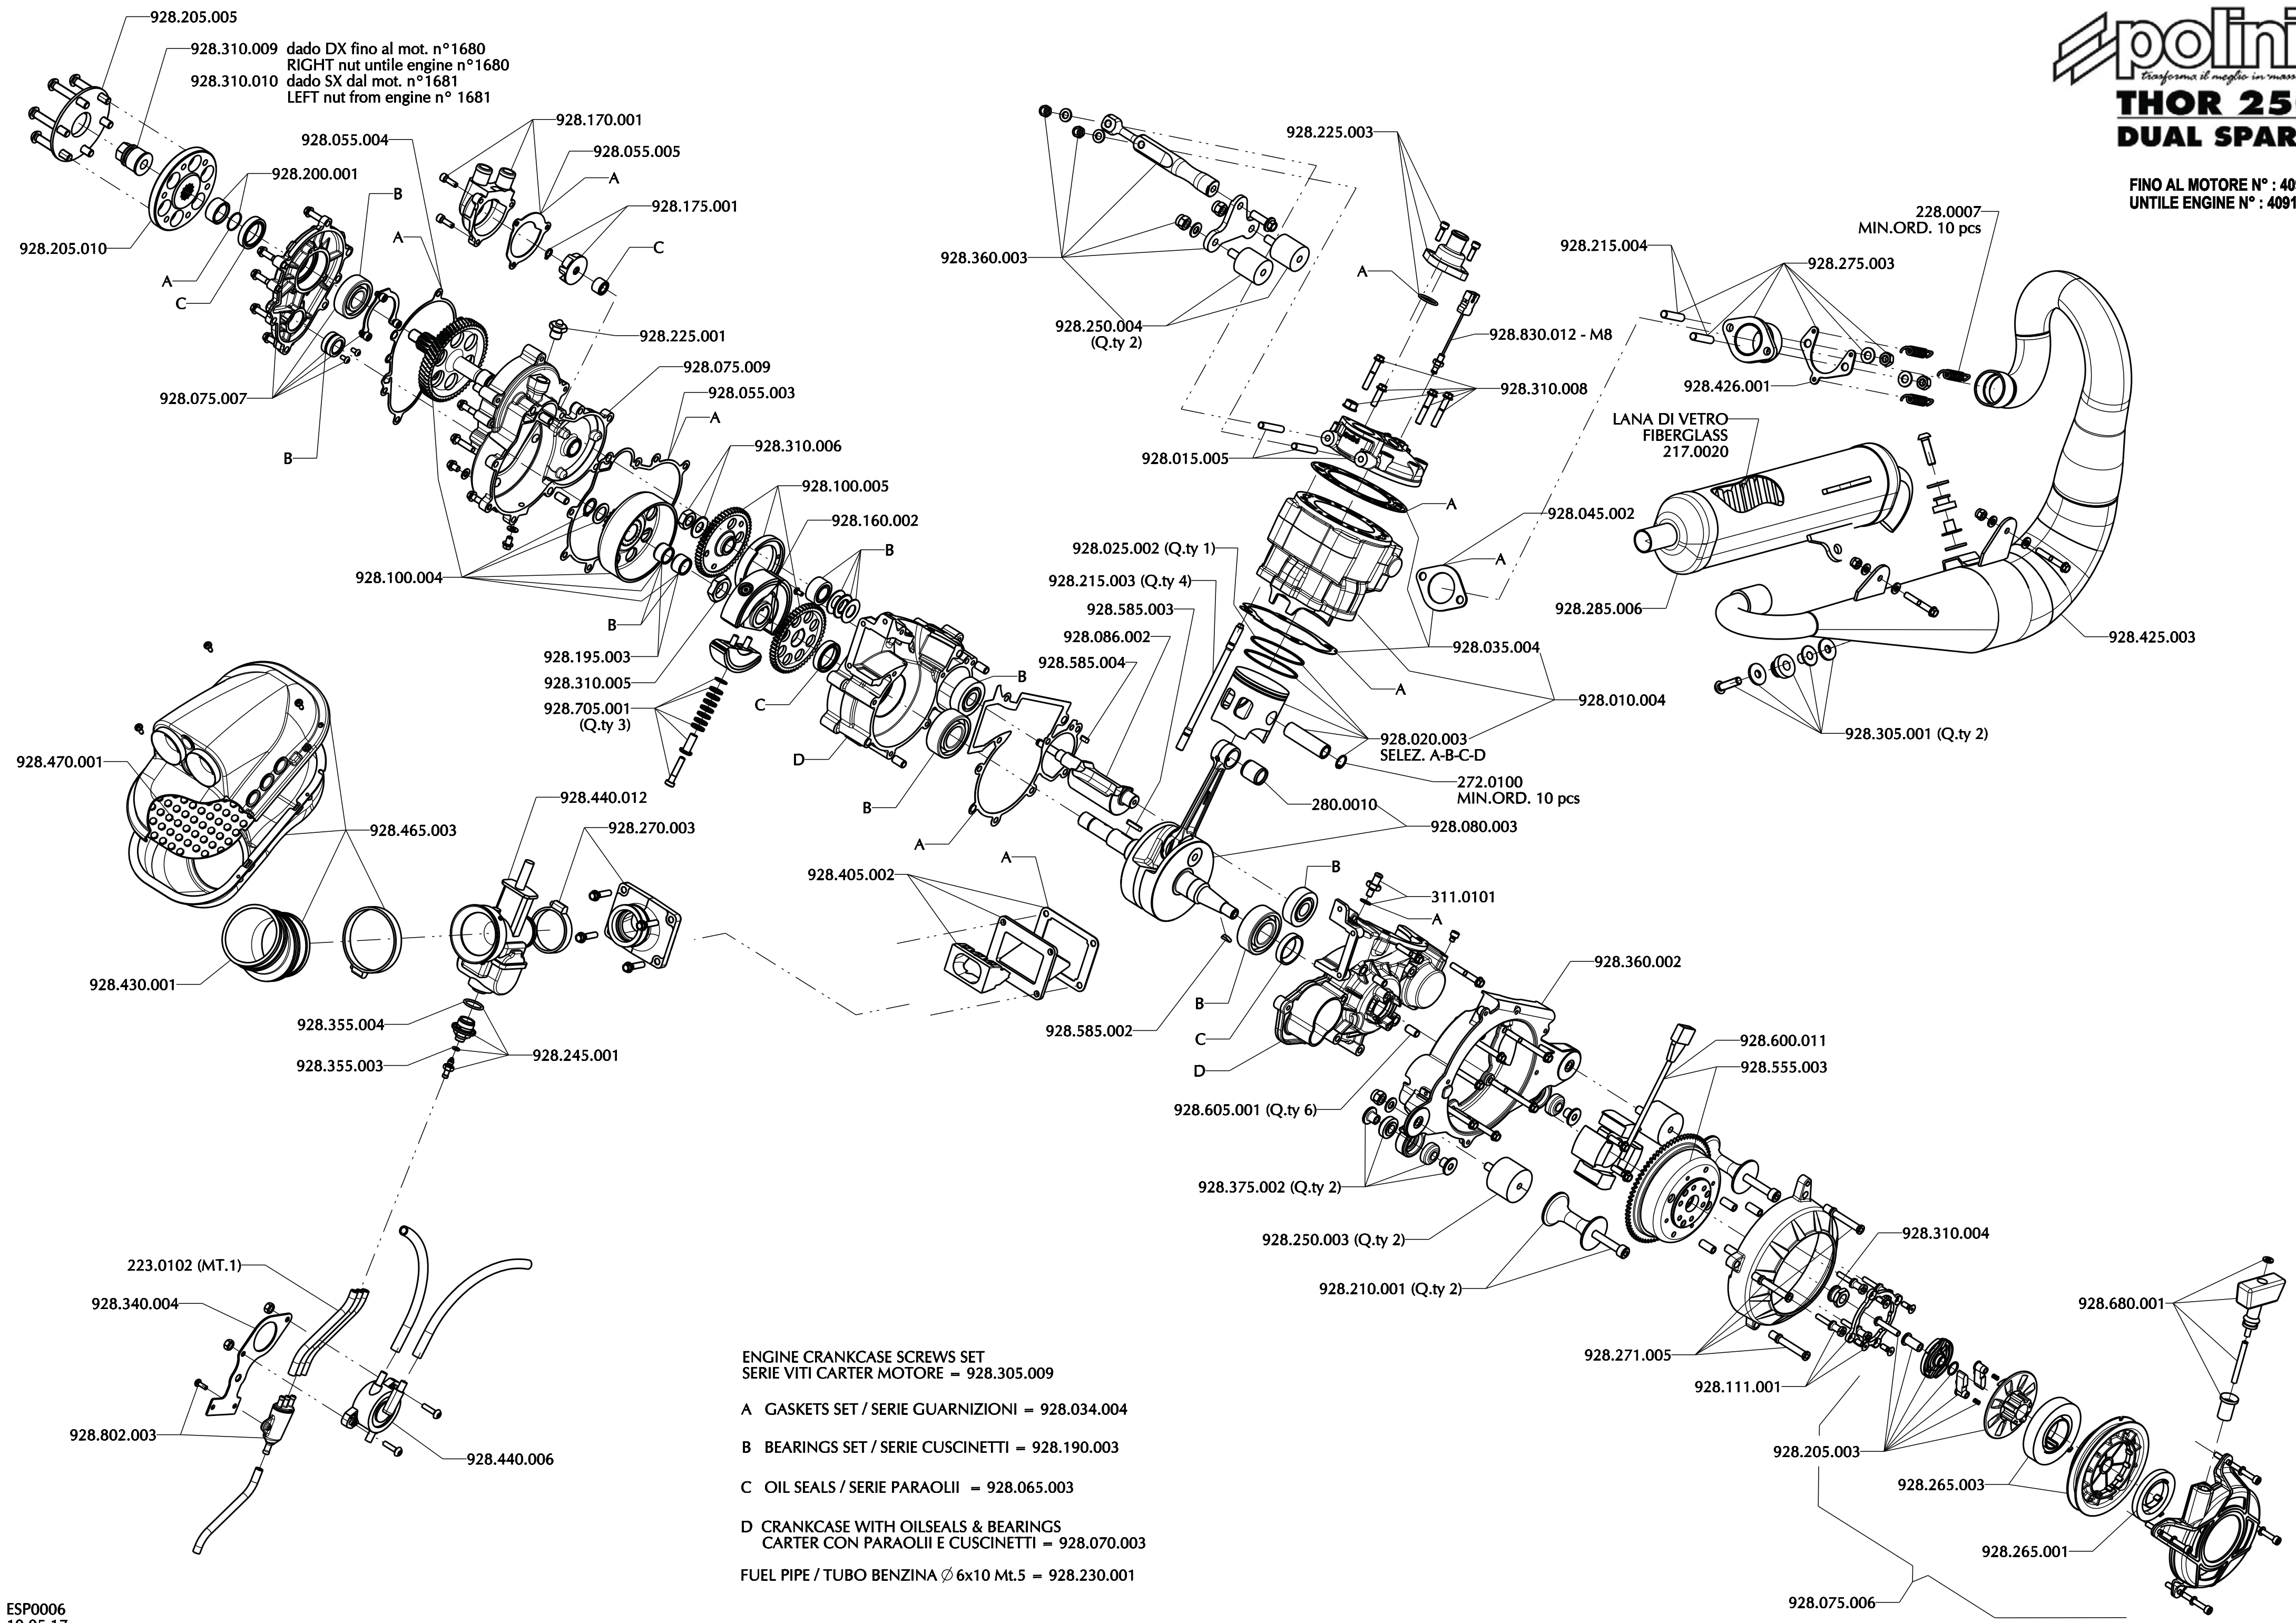 928.205.005
928.310.009 dado DX fino al mot. n°1680
RIGHT nut untile engine n°1680
928.310.010 dado SX dal mot. n°1681
LEFT nut from engine n° 1681
928.055.004
928.170.001
928.055.005
A
928.200.001
B
928.175.001
A
928.205.010
C
A
C
928.225.001
928.075.009
928.075.007
928.055.003
A
B
928.310.006
928.100.005
928.160.002
B
928.100.004
B
928.195.003
928.310.005
928.705.001
(Q.ty 3)
C
B
D
B
A
polini
trasforma il meglio in mass
THOR 25
DUAL SPAR
FINO AL MOTORE N° : 40
UNTILE ENGINE N° : 4091
928.225.003
928.360.003
A
928.250.004
(Q.ty 2)
928.830.012 - M8
928.310.008
928.015.005
A
928.045.002
A
928.025.002 (Q.ty 1)
928.215.003 (Q.ty 4)
928.585.003
928.086.002
928.585.004
928.035.004
A
928.010.004
928.020.003
SELEZ. A-B-C-D
272.0100
MIN.ORD. 10 pcs
280.0010
928.080.003
228.0007
MIN.ORD. 10 pcs
928.215.004
928.275.003
928.426.001
LANA DI VETRO
FIBERGLASS
217.0020
928.285.006
928.425.003
928.305.001 (Q.ty 2)
928.470.001
928.440.012
928.465.003
928.270.003
928.430.001
928.355.004
928.355.003
928.245.001
A
928.405.002
B
311.0101
A
B
928.585.002
C
D
928.360.002
928.605.001 (Q.ty 6)
928.600.011
928.555.003
928.375.002 (Q.ty 2)
928.250.003 (Q.ty 2)
928.210.001 (Q.ty 2)
928.310.004
928.271.005
928.111.001
928.680.001
928.205.003
928.265.003
928.265.001
928.075.006
223.0102 (MT.1)
928.340.004
928.802.003
928.440.006
ENGINE CRANKCASE SCREWS SET
SERIE VITI CARTER MOTORE = 928.305.009
A GASKETS SET / SERIE GUARNIZIONI = 928.034.004
B BEARINGS SET / SERIE CUSCINETTI = 928.190.003
C OIL SEALS / SERIE PARAOLII = 928.065.003
D CRANKCASE WITH OILSEALS & BEARINGS
CARTER CON PARAOLII E CUSCINETTI = 928.070.003
FUEL PIPE / TUBO BENZINA Ø 6x10 Mt.5 = 928.230.001
ESP0006